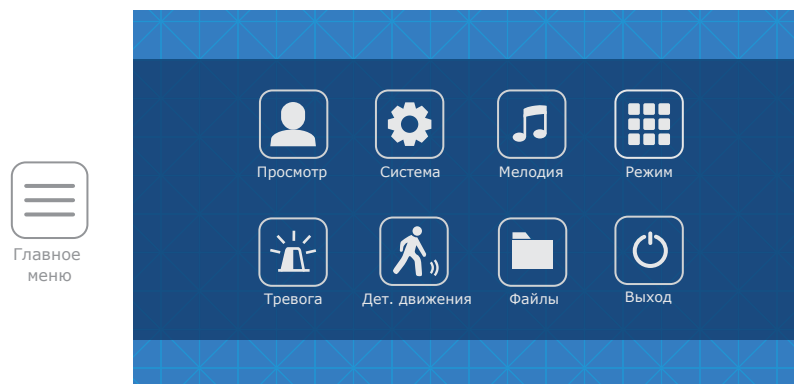 Просмотр
Система
Мелодия
Режим
Главное
меню
Тревога
Дет. движения
Файлы
Выход